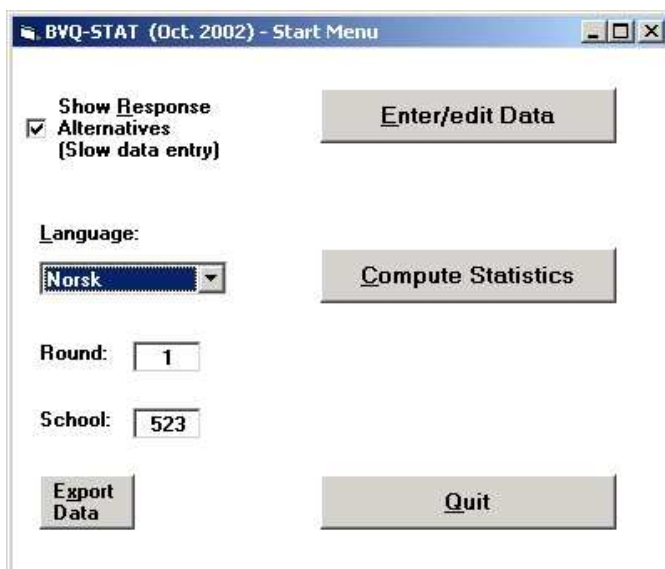 BVQ-STAT (Oct. 2002) - Start Menu
Show Response
Alternatives
(Slow data entry)
Enter/edit Data
Language:
Norsk
Compute Statistics
Round: 1
School: 523
Export
Data
Quit